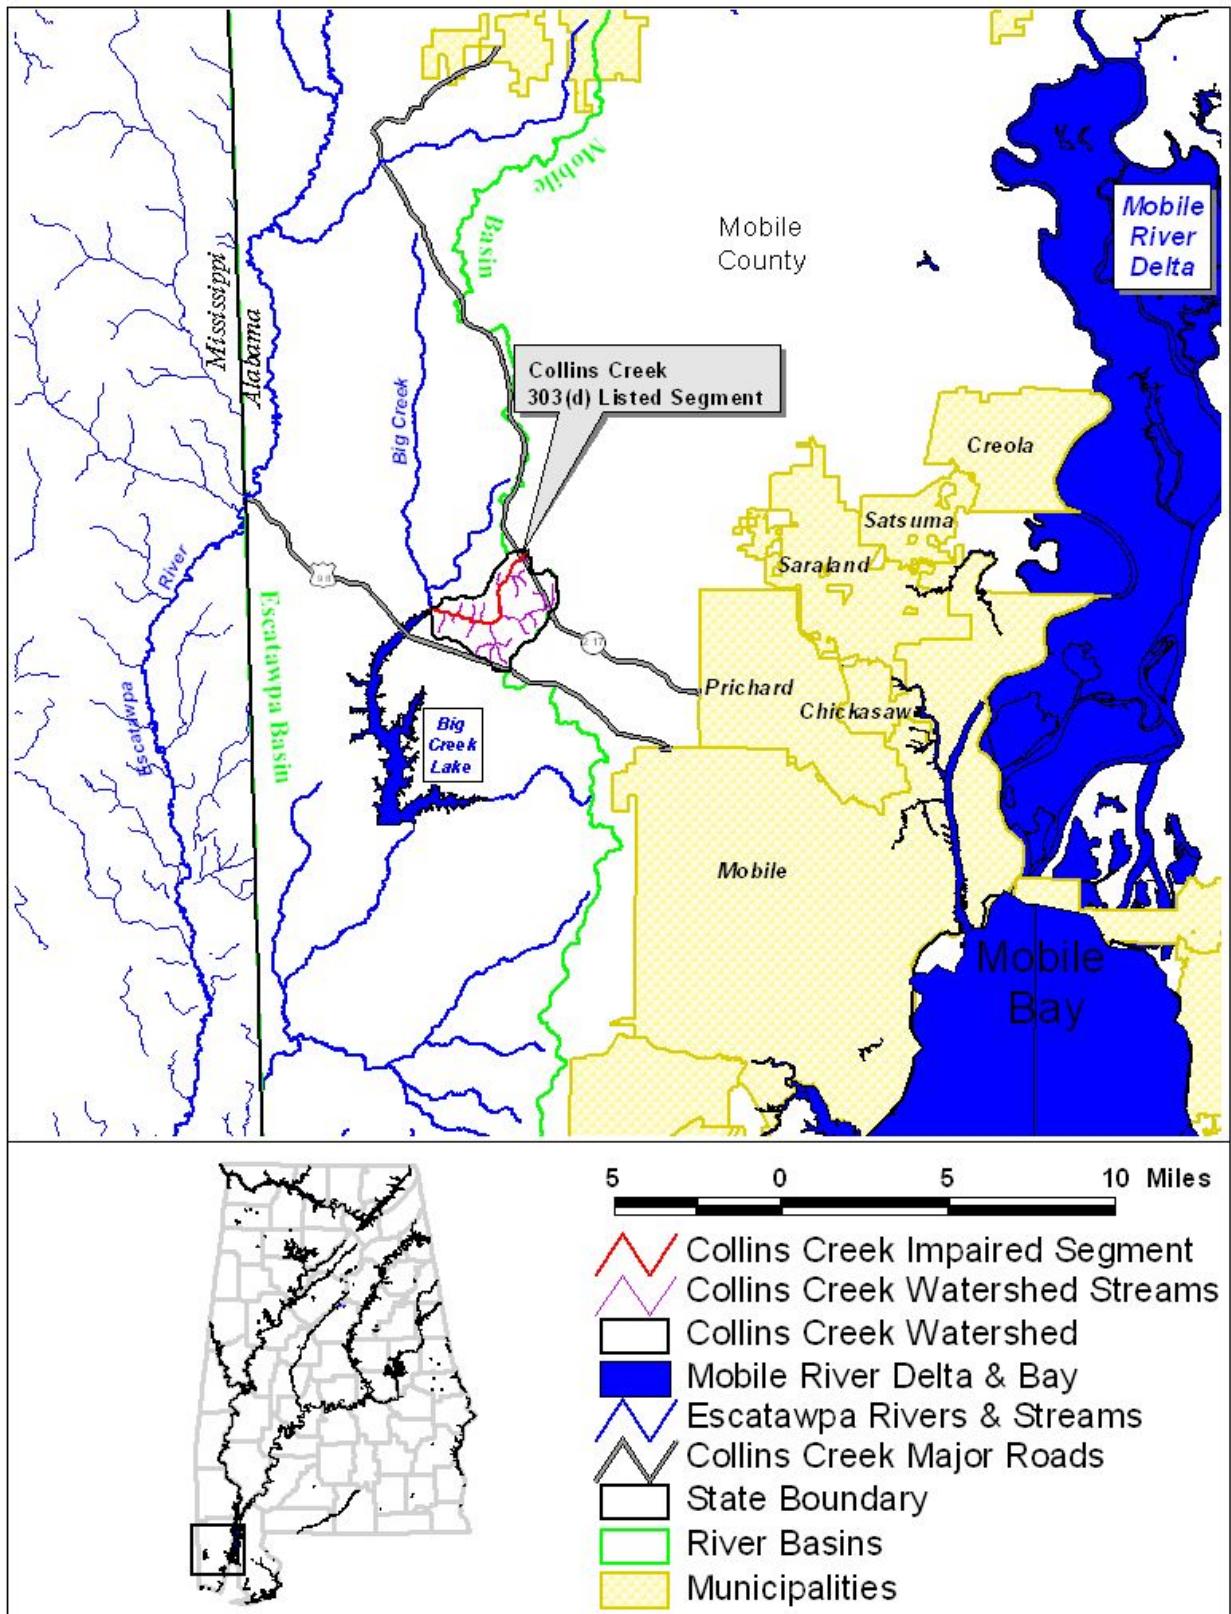 Mobile
Basin
Mobile
County
Mobile
River
Delta
Mississippi
Alabama
Big Creek
Collins Creek
303(d) Listed Segment
Creola
Satsuma
Saraland
River
98
Escatawpa Basin
217
Prichard
Chickasaw
Escatawpa
Big
Creek
Lake
Mobile
Mobile
Bay
5 0 5 10 Miles
Collins Creek Impaired Segment
Collins Creek Watershed Streams
Collins Creek Watershed
Mobile River Delta & Bay
Escatawpa Rivers & Streams
Collins Creek Major Roads
State Boundary
River Basins
Municipalities